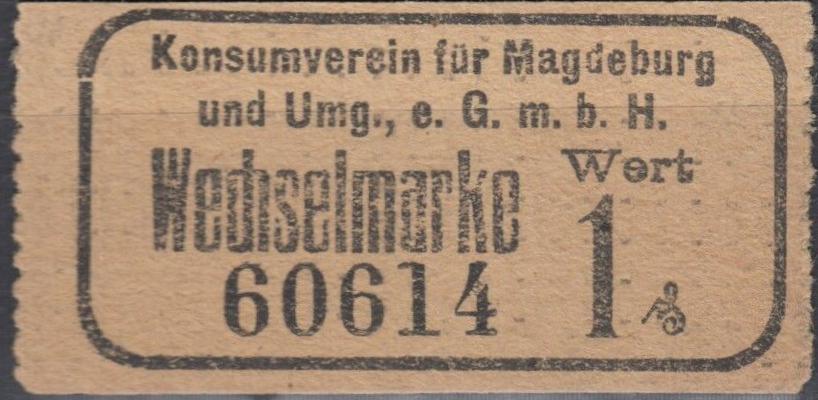 Konsumverein für Magdeburg
und Umg., e. G. m. b. H.
Wechselmarke Wert
60614 1 ₰